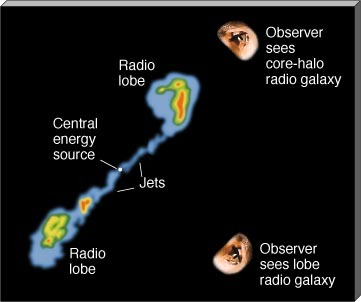 Observer
sees
core-halo
radio galaxy
Radio
lobe
Central
energy
source
Jets
Radio
lobe
Observer
sees lobe
radio galaxy